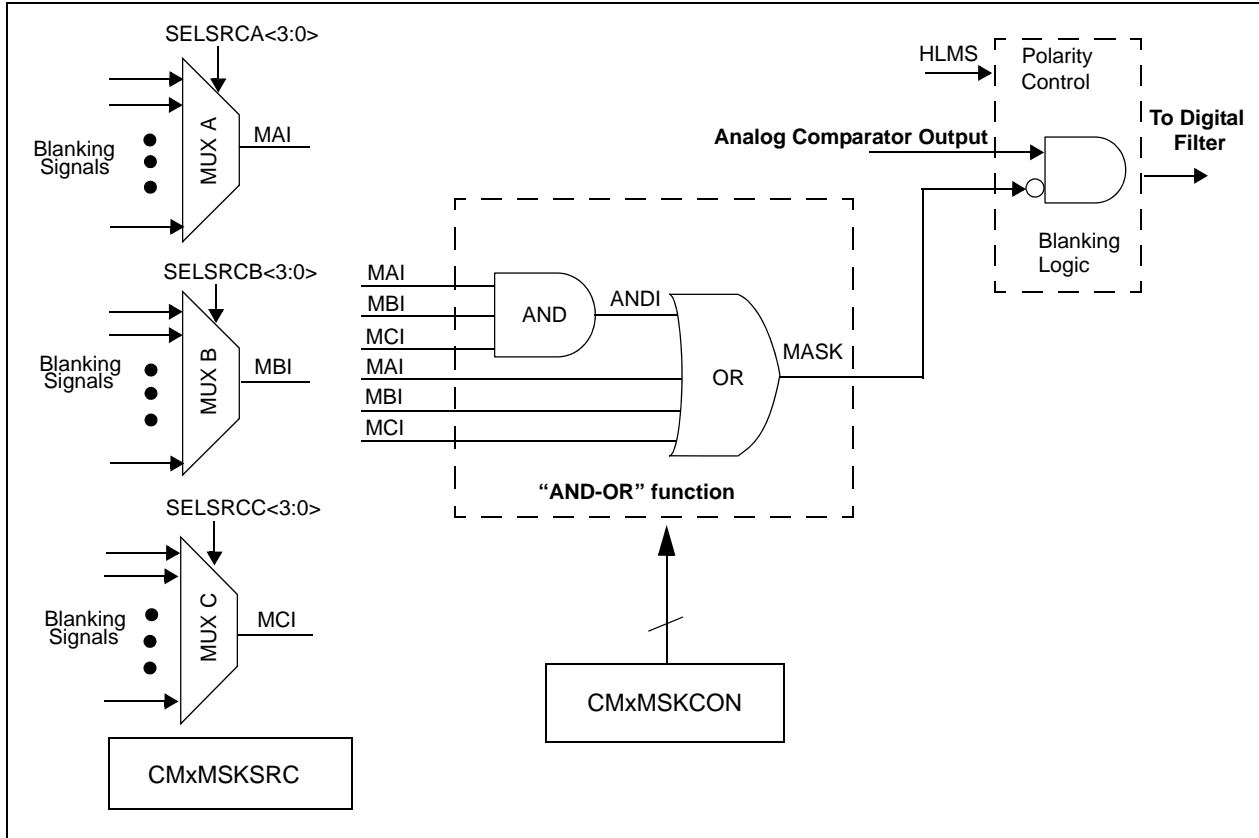 SELSRCA<3:0>
Blanking
Signals
MUX A
MAI
SELSRCB<3:0>
Blanking
Signals
MUX B
MBI
SELSRCC<3:0>
Blanking
Signals
MUX C
MCI
CMxMSKSRC
MAI
MBI
MCI
MAI
MBI
MCI
AND
ANDI
OR
MASK
“AND-OR” function
CMxMSKCON
HLMS
Polarity
Control
Analog Comparator Output
Blanking
Logic
To Digital
Filter